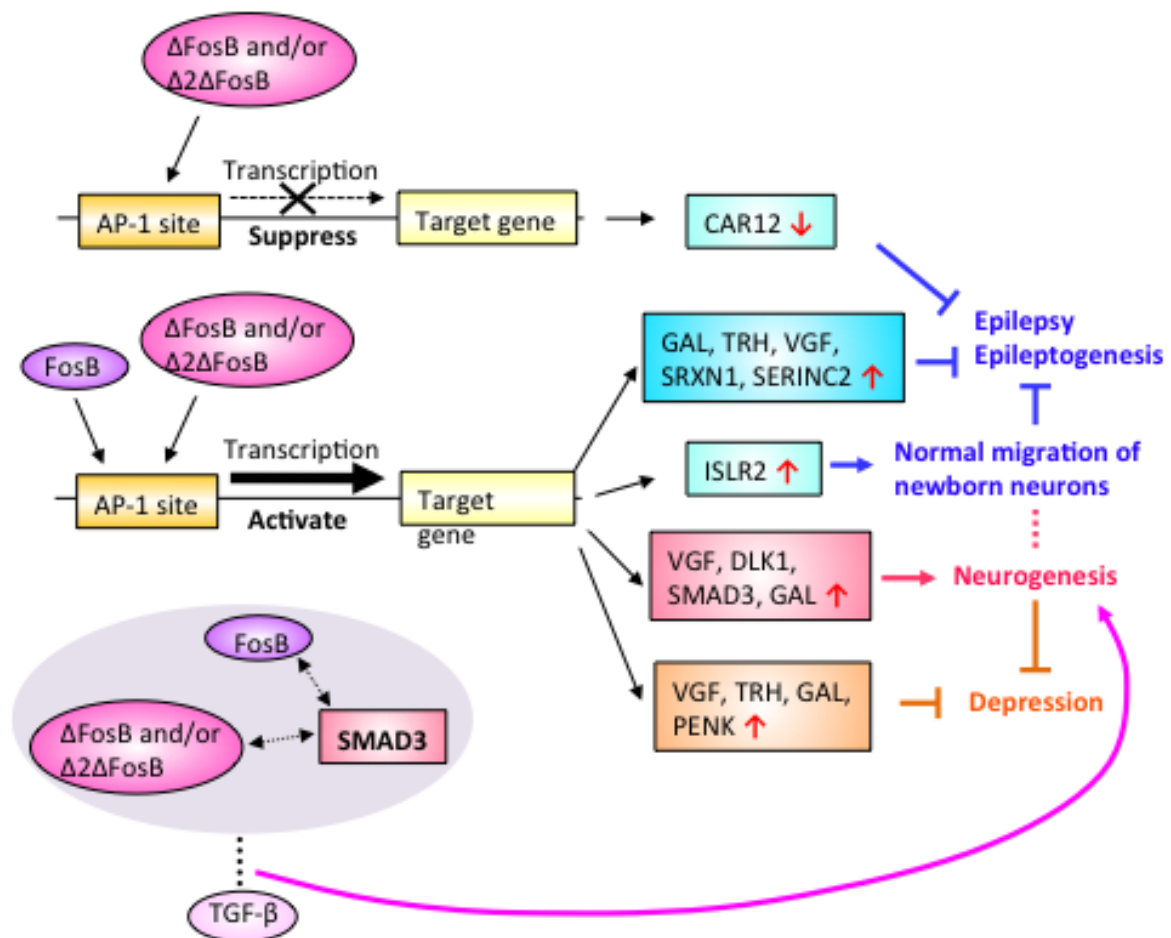 ΔFosB and/or
Δ2ΔFosB
Transcription
AP-1 site
Suppress
Target gene
CAR12 ↓
ΔFosB and/or
Δ2ΔFosB
FosB
Transcription
AP-1 site
Activate
Target
gene
GAL, TRH, VGF,
SRXN1, SERINC2 ↑
Epilepsy
Epileptogenesis
ISLR2 ↑
Normal migration of
newborn neurons
VGF, DLK1,
SMAD3, GAL ↑
Neurogenesis
VGF, TRH, GAL,
PENK ↑
Depression
FosB
ΔFosB and/or
Δ2ΔFosB
SMAD3
TGF-β